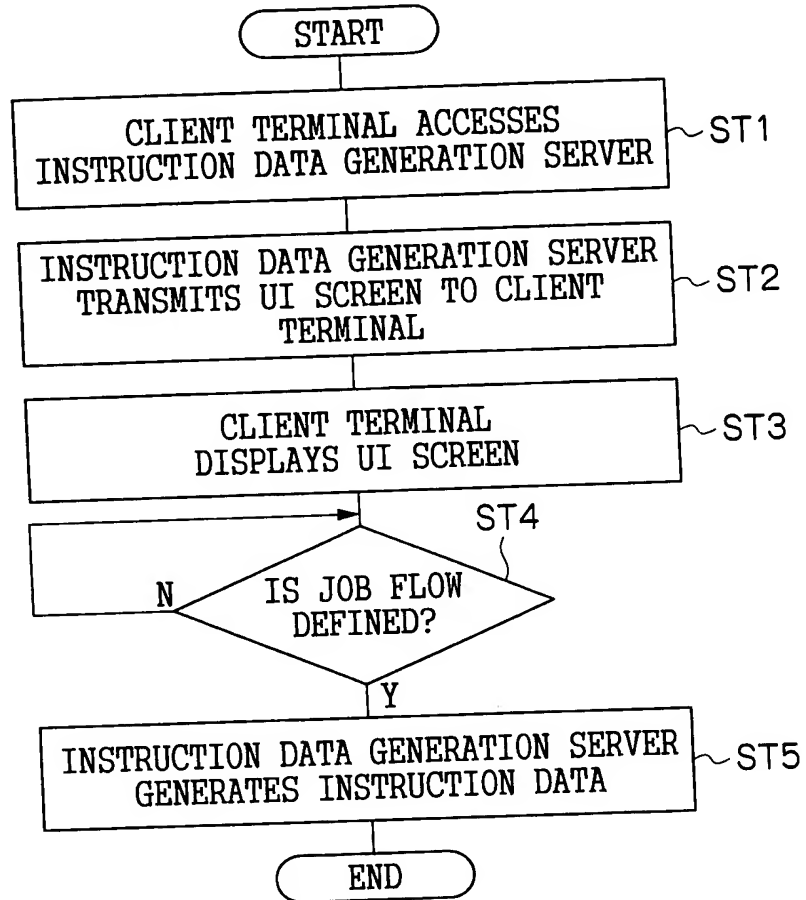 START
CLIENT TERMINAL ACCESSES
INSTRUCTION DATA GENERATION SERVER
ST1
INSTRUCTION DATA GENERATION SERVER
TRANSMITS UI SCREEN TO CLIENT
TERMINAL
ST2
CLIENT TERMINAL
DISPLAYS UI SCREEN
ST3
ST4
IS JOB FLOW
DEFINED?
N
Y
INSTRUCTION DATA GENERATION SERVER
GENERATES INSTRUCTION DATA
ST5
END